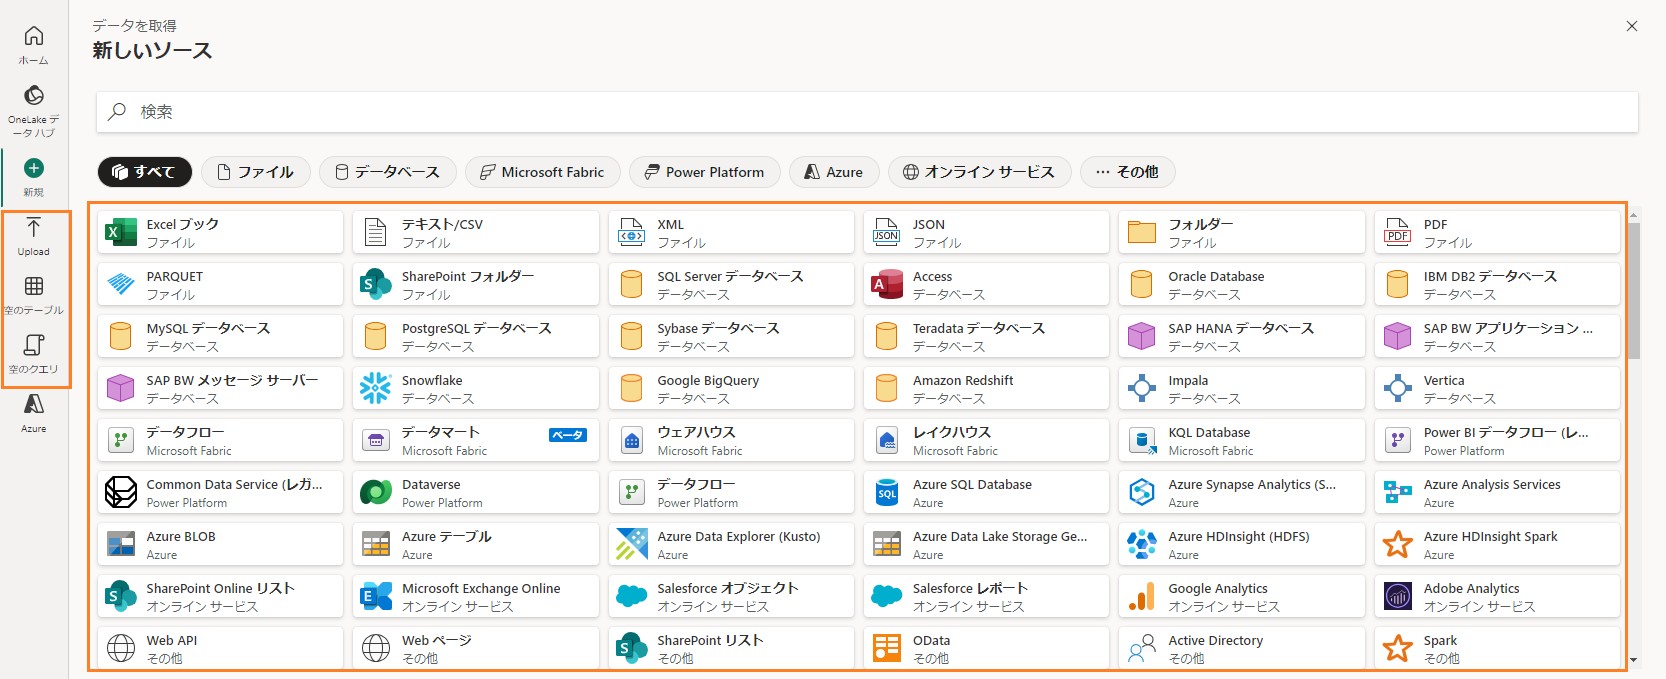 ホーム
OneLake デ
ータ ハブ
新規
Upload
空のテーブル
空のクエリ
Azure
データを取得
新しいソース
検索
すべて
ファイル
データベース
Microsoft Fabric
Power Platform
Azure
オンライン サービス
その他
Excel ブック
ファイル
テキスト/CSV
ファイル
XML
ファイル
JSON
JSON
ファイル
フォルダー
ファイル
PDF
PDF
ファイル
PARQUET
ファイル
SharePoint フォルダー
ファイル
SQL Server データベース
データベース
Access
データベース
Oracle Database
データベース
IBM DB2 データベース
データベース
MySQL データベース
データベース
PostgreSQL データベース
データベース
Sybase データベース
データベース
Teradata データベース
データベース
SAP HANA データベース
データベース
SAP BW アプリケーション ...
データベース
SAP BW メッセージ サーバー
データベース
Snowflake
データベース
Google BigQuery
データベース
Amazon Redshift
データベース
Impala
データベース
Vertica
データベース
データフロー
Microsoft Fabric
データマート
Microsoft Fabric
ベータ
ウェアハウス
Microsoft Fabric
レイクハウス
Microsoft Fabric
KQL Database
Microsoft Fabric
Power BI データフロー (レ...
Power Platform
Common Data Service (レガ...
Power Platform
Dataverse
Power Platform
データフロー
Power Platform
SQL
Azure SQL Database
Azure
Azure Synapse Analytics (S...
Azure
Azure Analysis Services
Azure
Azure BLOB
Azure
Azure テーブル
Azure
Azure Data Explorer (Kusto)
Azure
Azure Data Lake Storage Ge...
Azure
Azure HDInsight (HDFS)
Azure
Azure HDInsight Spark
Azure
SharePoint Online リスト
オンライン サービス
Microsoft Exchange Online
オンライン サービス
Salesforce オブジェクト
オンライン サービス
Salesforce レポート
オンライン サービス
Google Analytics
オンライン サービス
Adobe Analytics
オンライン サービス
Web API
その他
Web ページ
その他
SharePoint リスト
その他
OData
その他
Active Directory
その他
Spark
その他